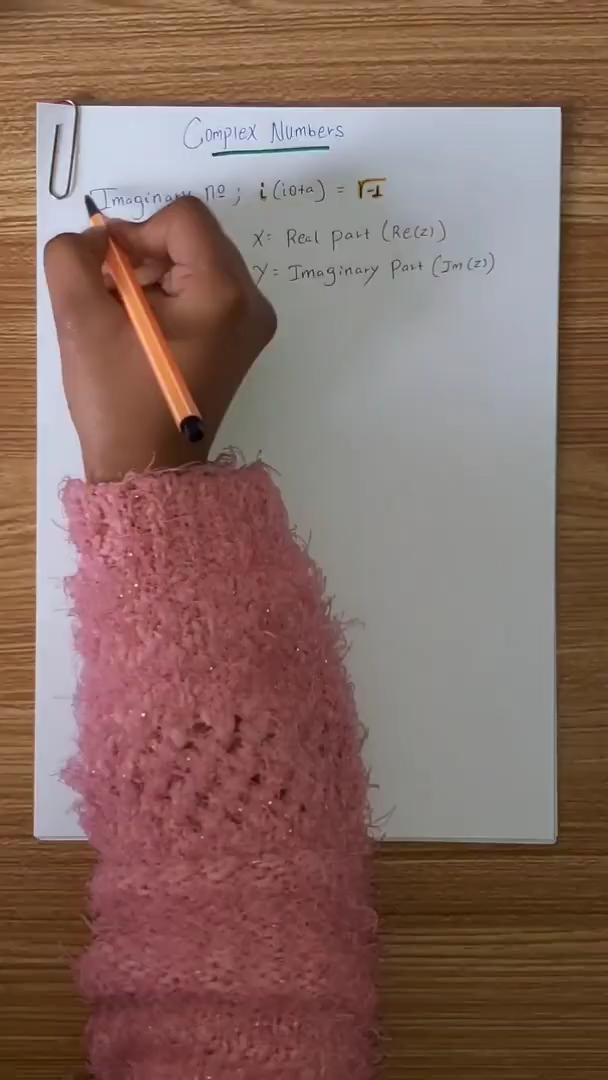 Complex Numbers
Imaginary no ; i (iota) = √-1
X = Real part (Re(z))
Y = Imaginary Part (Im(z))